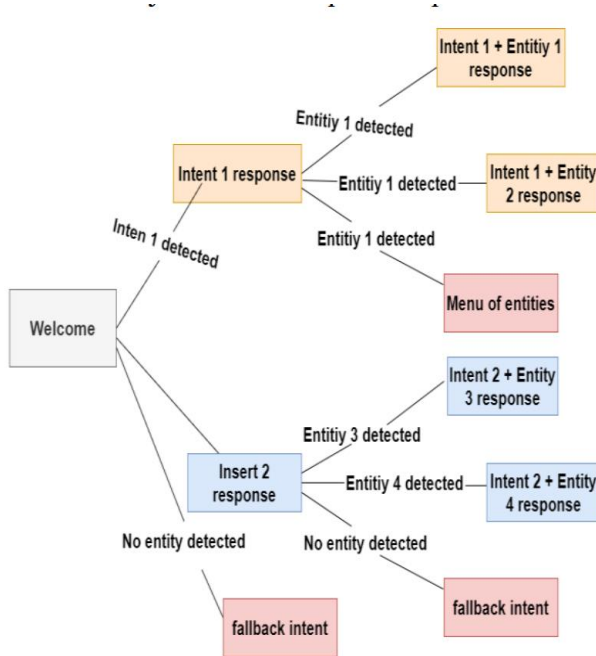 Intent 1 + Entitiy 1
response
Entitiy 1 detected
Intent 1 response
Entitiy 1 detected
Intent 1 + Entity
2 response
Inten 1 detected
Entitiy 1 detected
Menu of entities
Welcome
Intent 2 + Entity
3 response
Entitiy 3 detected
Insert 2
response
Entitiy 4 detected
Intent 2 + Entity
4 response
No entity detected
No entity detected
fallback intent
fallback intent